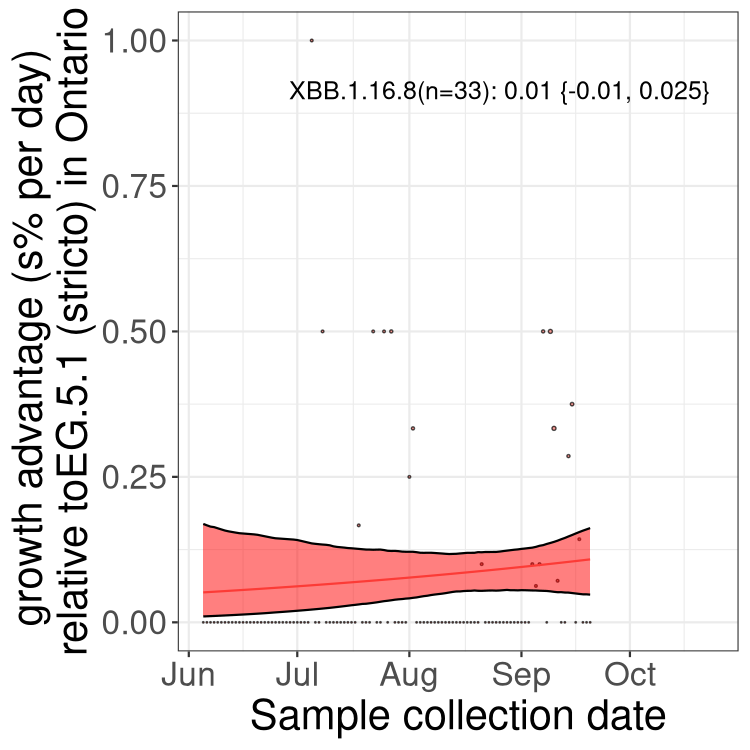 growth advantage (s% per day)
relative toEG.5.1 (stricto) in Ontario
1.00
0.75
0.50
0.25
0.00
XBB.1.16.8(n=33): 0.01 {-0.01, 0.025}
Jun Jul Aug Sep Oct
Sample collection date